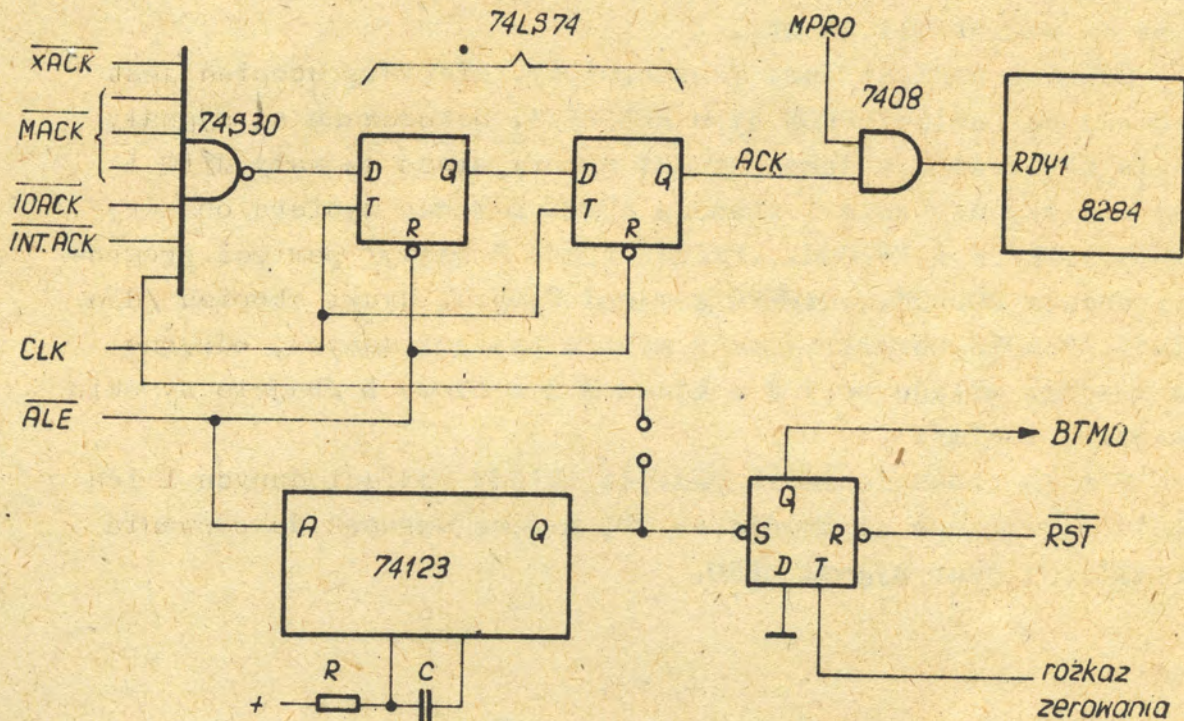 74LS74
MPRO
XACK
7408
MACK
74S30
D Q
T
R
D Q
T
R
ACK
RDY1
8284
IOACK
INT.ACK
CLK
ALE
BTMO
A Q
74123
Q
S R
D T
RST
R C
+
rozkaz
zerowania